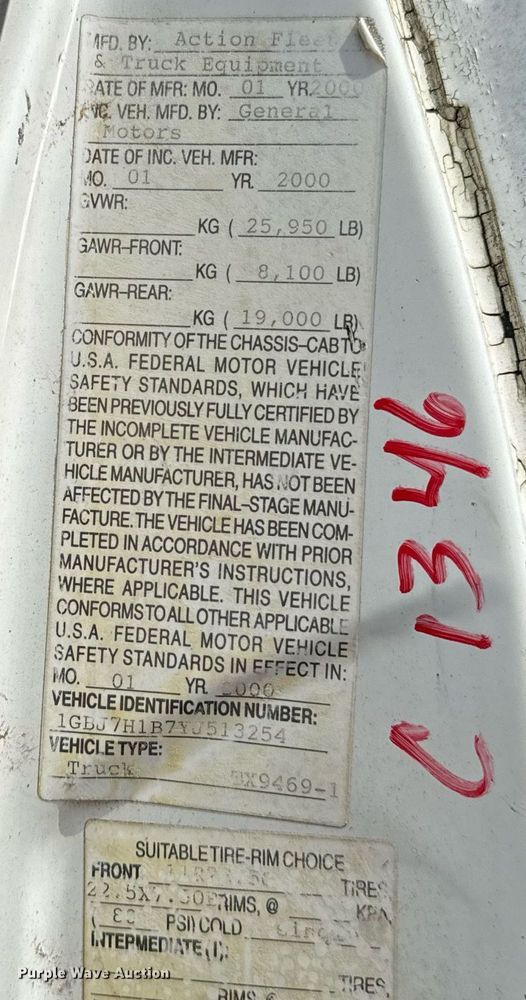 MFD. BY: Action Fleet
& Truck Equipment
DATE OF MFR: MO. 01 YR. 2000
INC. VEH. MFD. BY: General
Motors
DATE OF INC. VEH. MFR:
MO. 01 YR. 2000
GVWR:
KG ( 25,950 LB)
GAWR-FRONT:
KG ( 8,100 LB)
GAWR-REAR:
KG ( 19,000 LB)
CONFORMITY OF THE CHASSIS-CAB TO
U.S.A. FEDERAL MOTOR VEHICLE
SAFETY STANDARDS, WHICH HAVE
BEEN PREVIOUSLY FULLY CERTIFIED BY
THE INCOMPLETE VEHICLE MANUFAC-
TURER OR BY THE INTERMEDIATE VE-
HICLE MANUFACTURER, HAS NOT BEEN
AFFECTED BY THE FINAL-STAGE MANU-
FACTURE. THE VEHICLE HAS BEEN COM-
PLETED IN ACCORDANCE WITH PRIOR
MANUFACTURER'S INSTRUCTIONS,
WHERE APPLICABLE. THIS VEHICLE
CONFORMS TO ALL OTHER APPLICABLE
U.S.A. FEDERAL MOTOR VEHICLE
SAFETY STANDARDS IN EFFECT IN:
MO. 01 YR. 2000
VEHICLE IDENTIFICATION NUMBER:
1GBJ7H1B7YJ513254
VEHICLE TYPE:
Truck
C 1346
SUITABLE TIRE-RIM CHOICE
FRONT TIRES
22.5X7.50 RIMS, @ KPA
PSI) COLD
INTERMEDIATE (1):
TIRES,
RIMS @
Purple Wave Auction